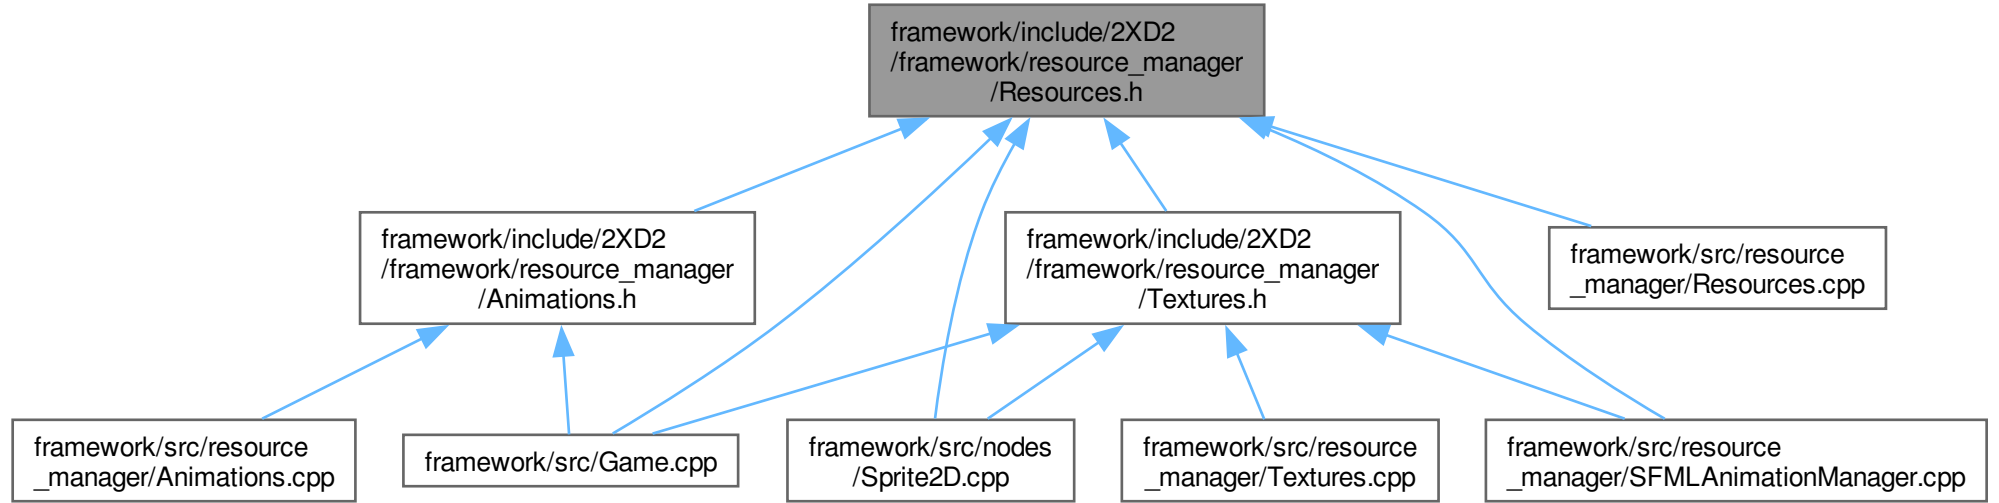 framework/include/2XD2
/framework/resource_manager
/Resources.h
framework/include/2XD2
/framework/resource_manager
/Animations.h
framework/include/2XD2
/framework/resource_manager
/Textures.h
framework/src/resource
_manager/Resources.cpp
framework/src/resource
_manager/Animations.cpp
framework/src/Game.cpp
framework/src/nodes
/Sprite2D.cpp
framework/src/resource
_manager/Textures.cpp
framework/src/resource
_manager/SFMLAnimationManager.cpp